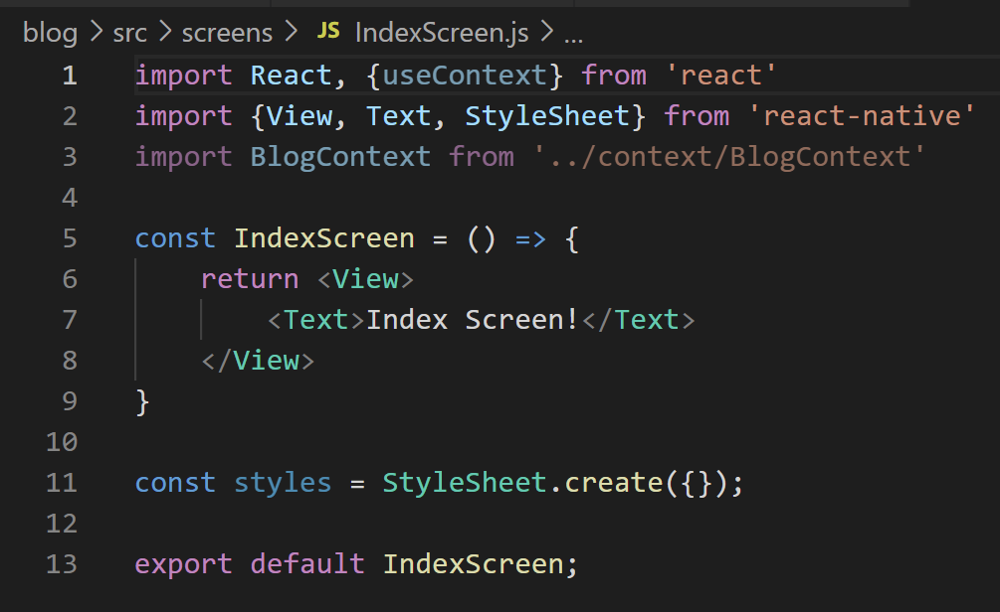 blog > src > screens > JS IndexScreen.js > ...
1 import React, {useContext} from 'react'
2 import {View, Text, StyleSheet} from 'react-native'
3 import BlogContext from '../context/BlogContext'
4
5 const IndexScreen = () => {
6     return <View>
7         <Text>Index Screen!</Text>
8     </View>
9 }
10
11 const styles = StyleSheet.create({});
12
13 export default IndexScreen;